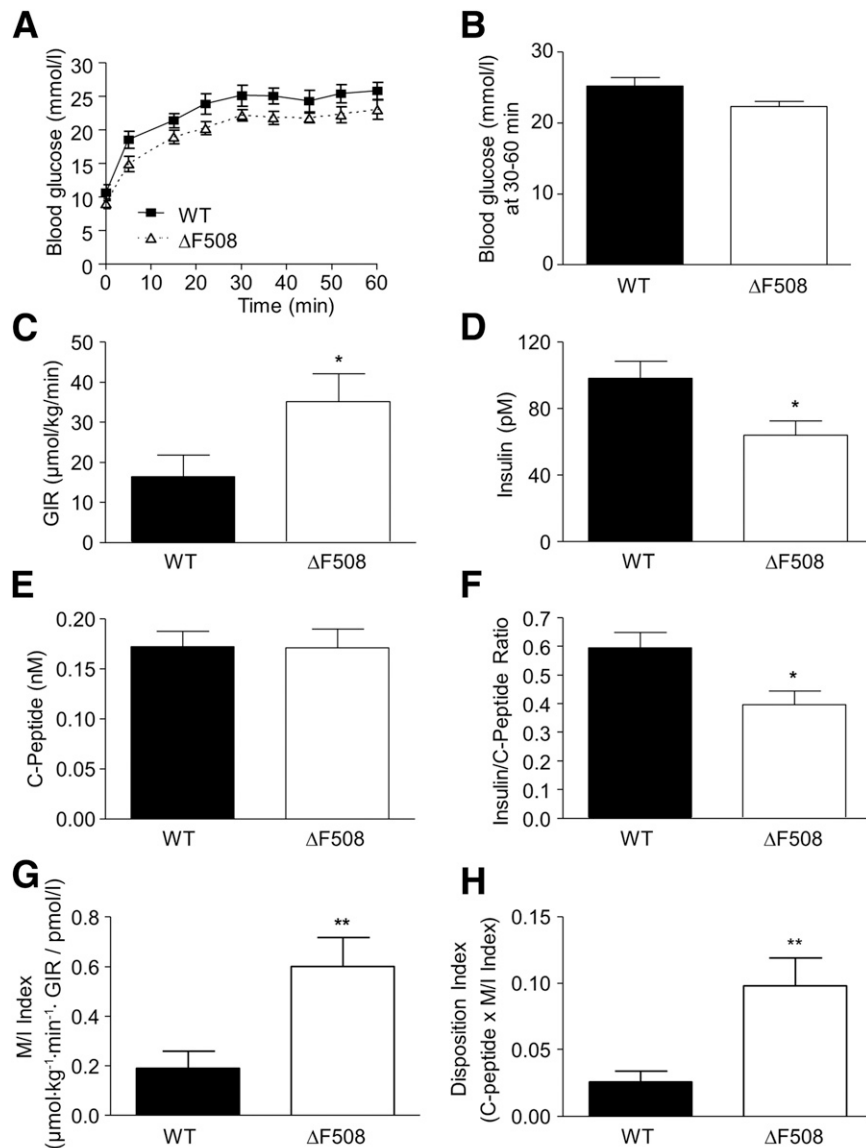 A
Blood glucose (mmol/l)
30
25
20
15
10
5
0
WT
ΔF508
0 10 20 30 40 50 60
Time (min)
B
Blood glucose (mmol/l)
at 30-60 min
30
20
10
0
WT ΔF508
C
GIR (μmol/kg/min)
50
40
30
20
10
0
*
WT ΔF508
D
Insulin (pM)
120
80
40
0
*
WT ΔF508
E
C-Peptide (nM)
0.20
0.15
0.10
0.05
0.00
WT ΔF508
F
Insulin/C-Peptide Ratio
0.7
0.6
0.5
0.4
0.3
0.2
0.1
0.0
*
WT ΔF508
G
M/I Index
(μmol·kg⁻¹·min⁻¹· GIR / pmol/l)
0.8
0.6
0.4
0.2
0.0
**
WT ΔF508
H
Disposition Index
(C-peptide x M/I Index)
0.15
0.10
0.05
0.00
**
WT ΔF508